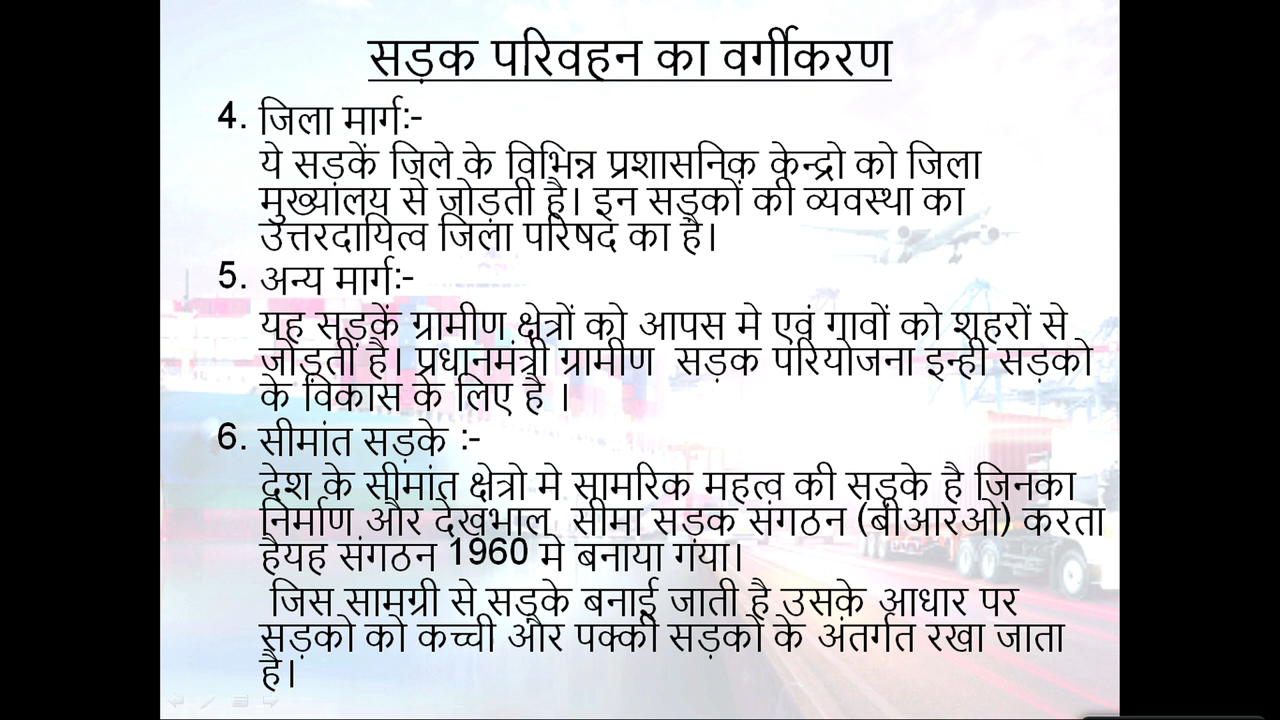 सड़क परिवहन का वर्गीकरण
4. जिला मार्ग:-
ये सड़कें जिले के विभिन्न प्रशासनिक केन्द्रो को जिला
मुख्यालय से जोड़ती है। इन सड़कों की व्यवस्था का
उत्तरदायित्व जिला परिषद का है।
5. अन्य मार्ग:-
यह सड़कें ग्रामीण क्षेत्रों को आपस मे एवं गावों को शहरों से
जोड़तीं है। प्रधानमंत्री ग्रामीण सड़क परियोजना इन्ही सड़को
के विकास के लिए है ।
6. सीमांत सड़के :-
देश के सीमांत क्षेत्रो मे सामरिक महत्व की सड़के है जिनका
निर्माण और देखभाल सीमा सड़क संगठन (बीआरओ) करता
हैयह संगठन 1960 मे बनाया गया।
जिस सामग्री से सड़के बनाई जाती है उसके आधार पर
सड़को को कच्ची और पक्की सड़कों के अंतर्गत रखा जाता
है।